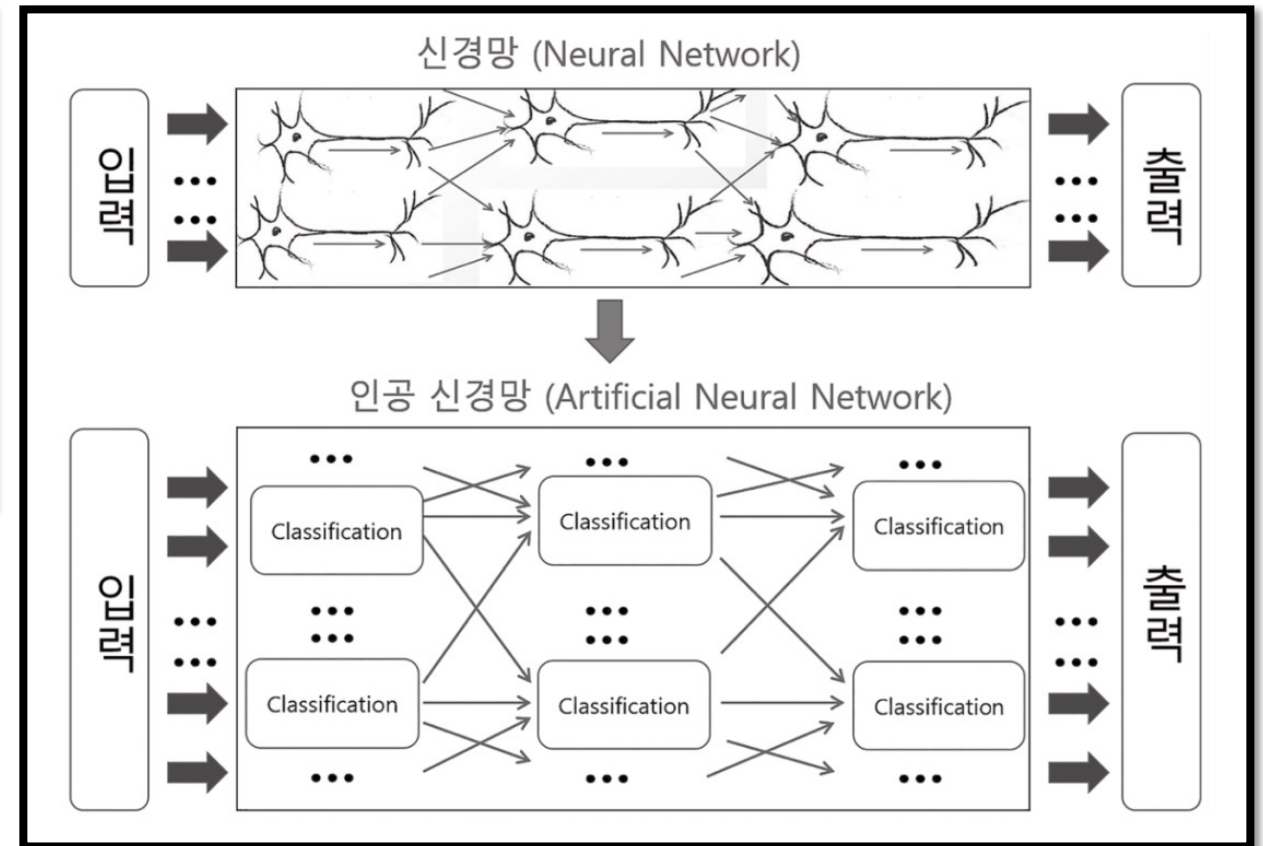 신경망 (Neural Network)
입력
•••
•••
•••
•••
출력
인공 신경망 (Artificial Neural Network)
입력
•••
•••
•••
•••
•••
Classification
Classification
Classification
•••
•••
•••
•••
•••
•••
•••
•••
•••
•••
Classification
Classification
Classification
•••
•••
•••
출력